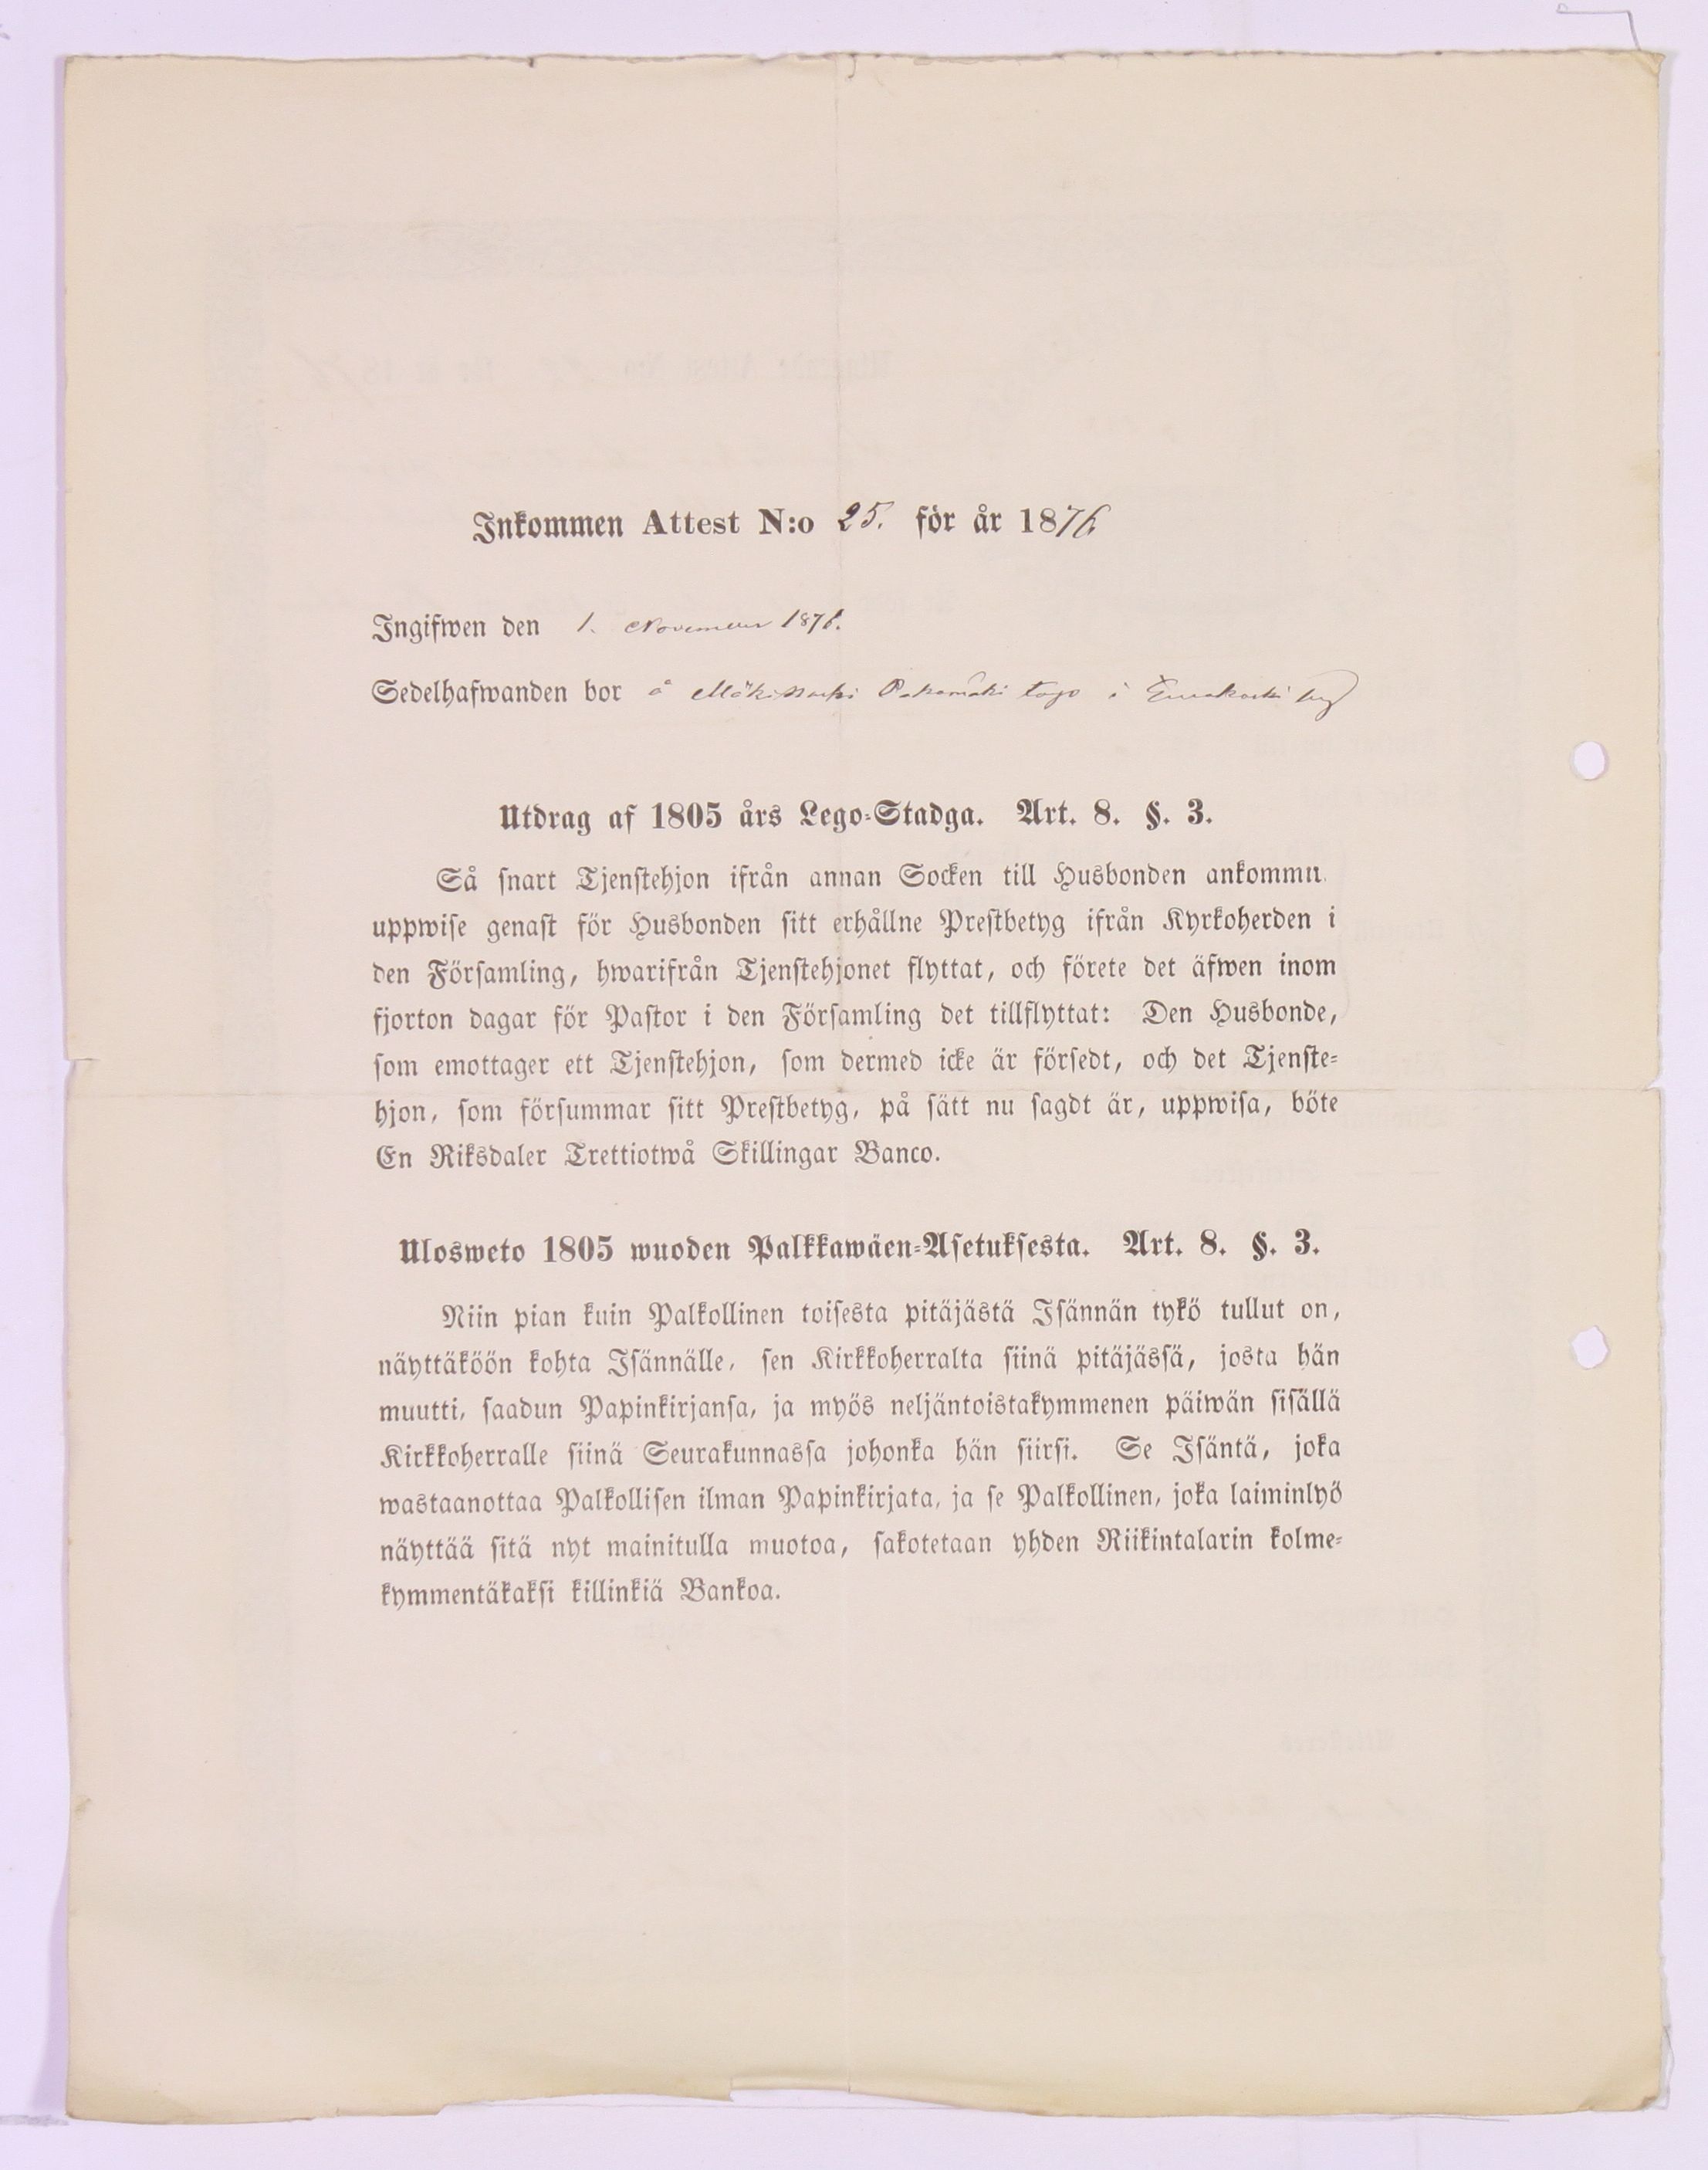 Inkommen Attest N:o 25. för år 1876
Ingifwen den 1. November 1876.
Sedelhafwanden bor å torp i by
Utdrag af 1805 års Lego-Stadga. Art. 8. §. 3.
Så snart Tjenstehjon ifrån annan Socken till Husbonden ankommit
uppwise genast för Husbonden sitt erhållne Prestbetyg ifrån Kyrkoherden i
den Församling, hwarifrån Tjenstehjonet flyttat, och förete det äfwen inom
fjorton dagar för Pastor i den Församling det tillflyttat: Den Husbonde,
som emottager ett Tjenstehjon, som dermed icke är försedt, och det Tjenste-
hjon, som försummar sitt Prestbetyg, på sätt nu sagdt är, uppwisa, böte
En Riksdaler Trettiotwå Skillingar Banco.
Ulosweto 1805 wuoden Palkkawäen-Asetuksesta. Art. 8. §. 3.
Niin pian kuin Palkollinen toisesta pitäjästä Isännän tykö tullut on,
näyttäköön kohta Isännälle, sen Kirkkoherralta siinä pitäjässä, josta hän
muutti, saadun Papinkirjansa, ja myös neljäntoistakymmenen päiwän sisällä
Kirkkoherralle siinä Seurakunnassa johonka hän siirsi. Se Isäntä, joka
wastaanottaa Palkollisen ilman Papinkirjata, ja se Palkollinen, joka laiminlyö
näyttää sitä nyt mainitulla muotoa, sakotetaan yhden Riikintalarin kolme-
kymmentäkaksi killinkiä Bankoa.